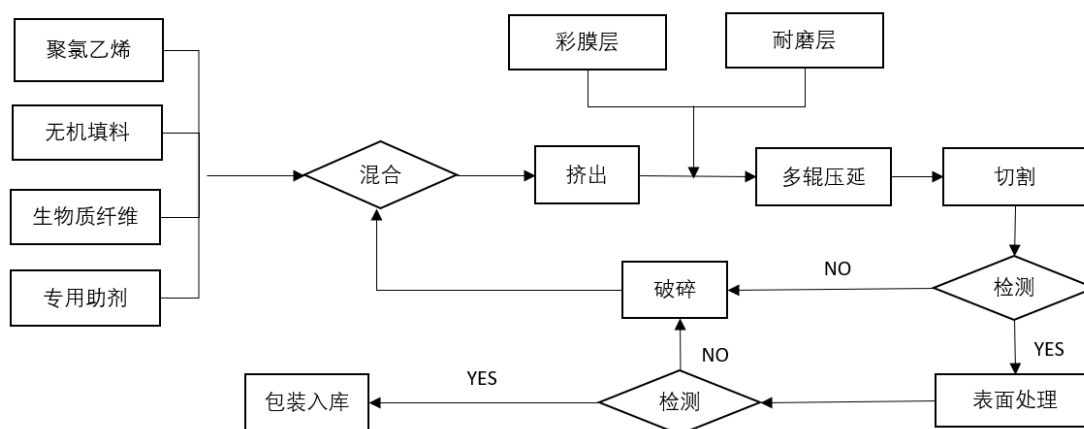 聚氯乙烯
无机填料
生物质纤维
专用助剂
彩膜层
耐磨层
混合
挤出
多辊压延
切割
检测
NO
破碎
YES
表面处理
检测
NO
YES
包装入库